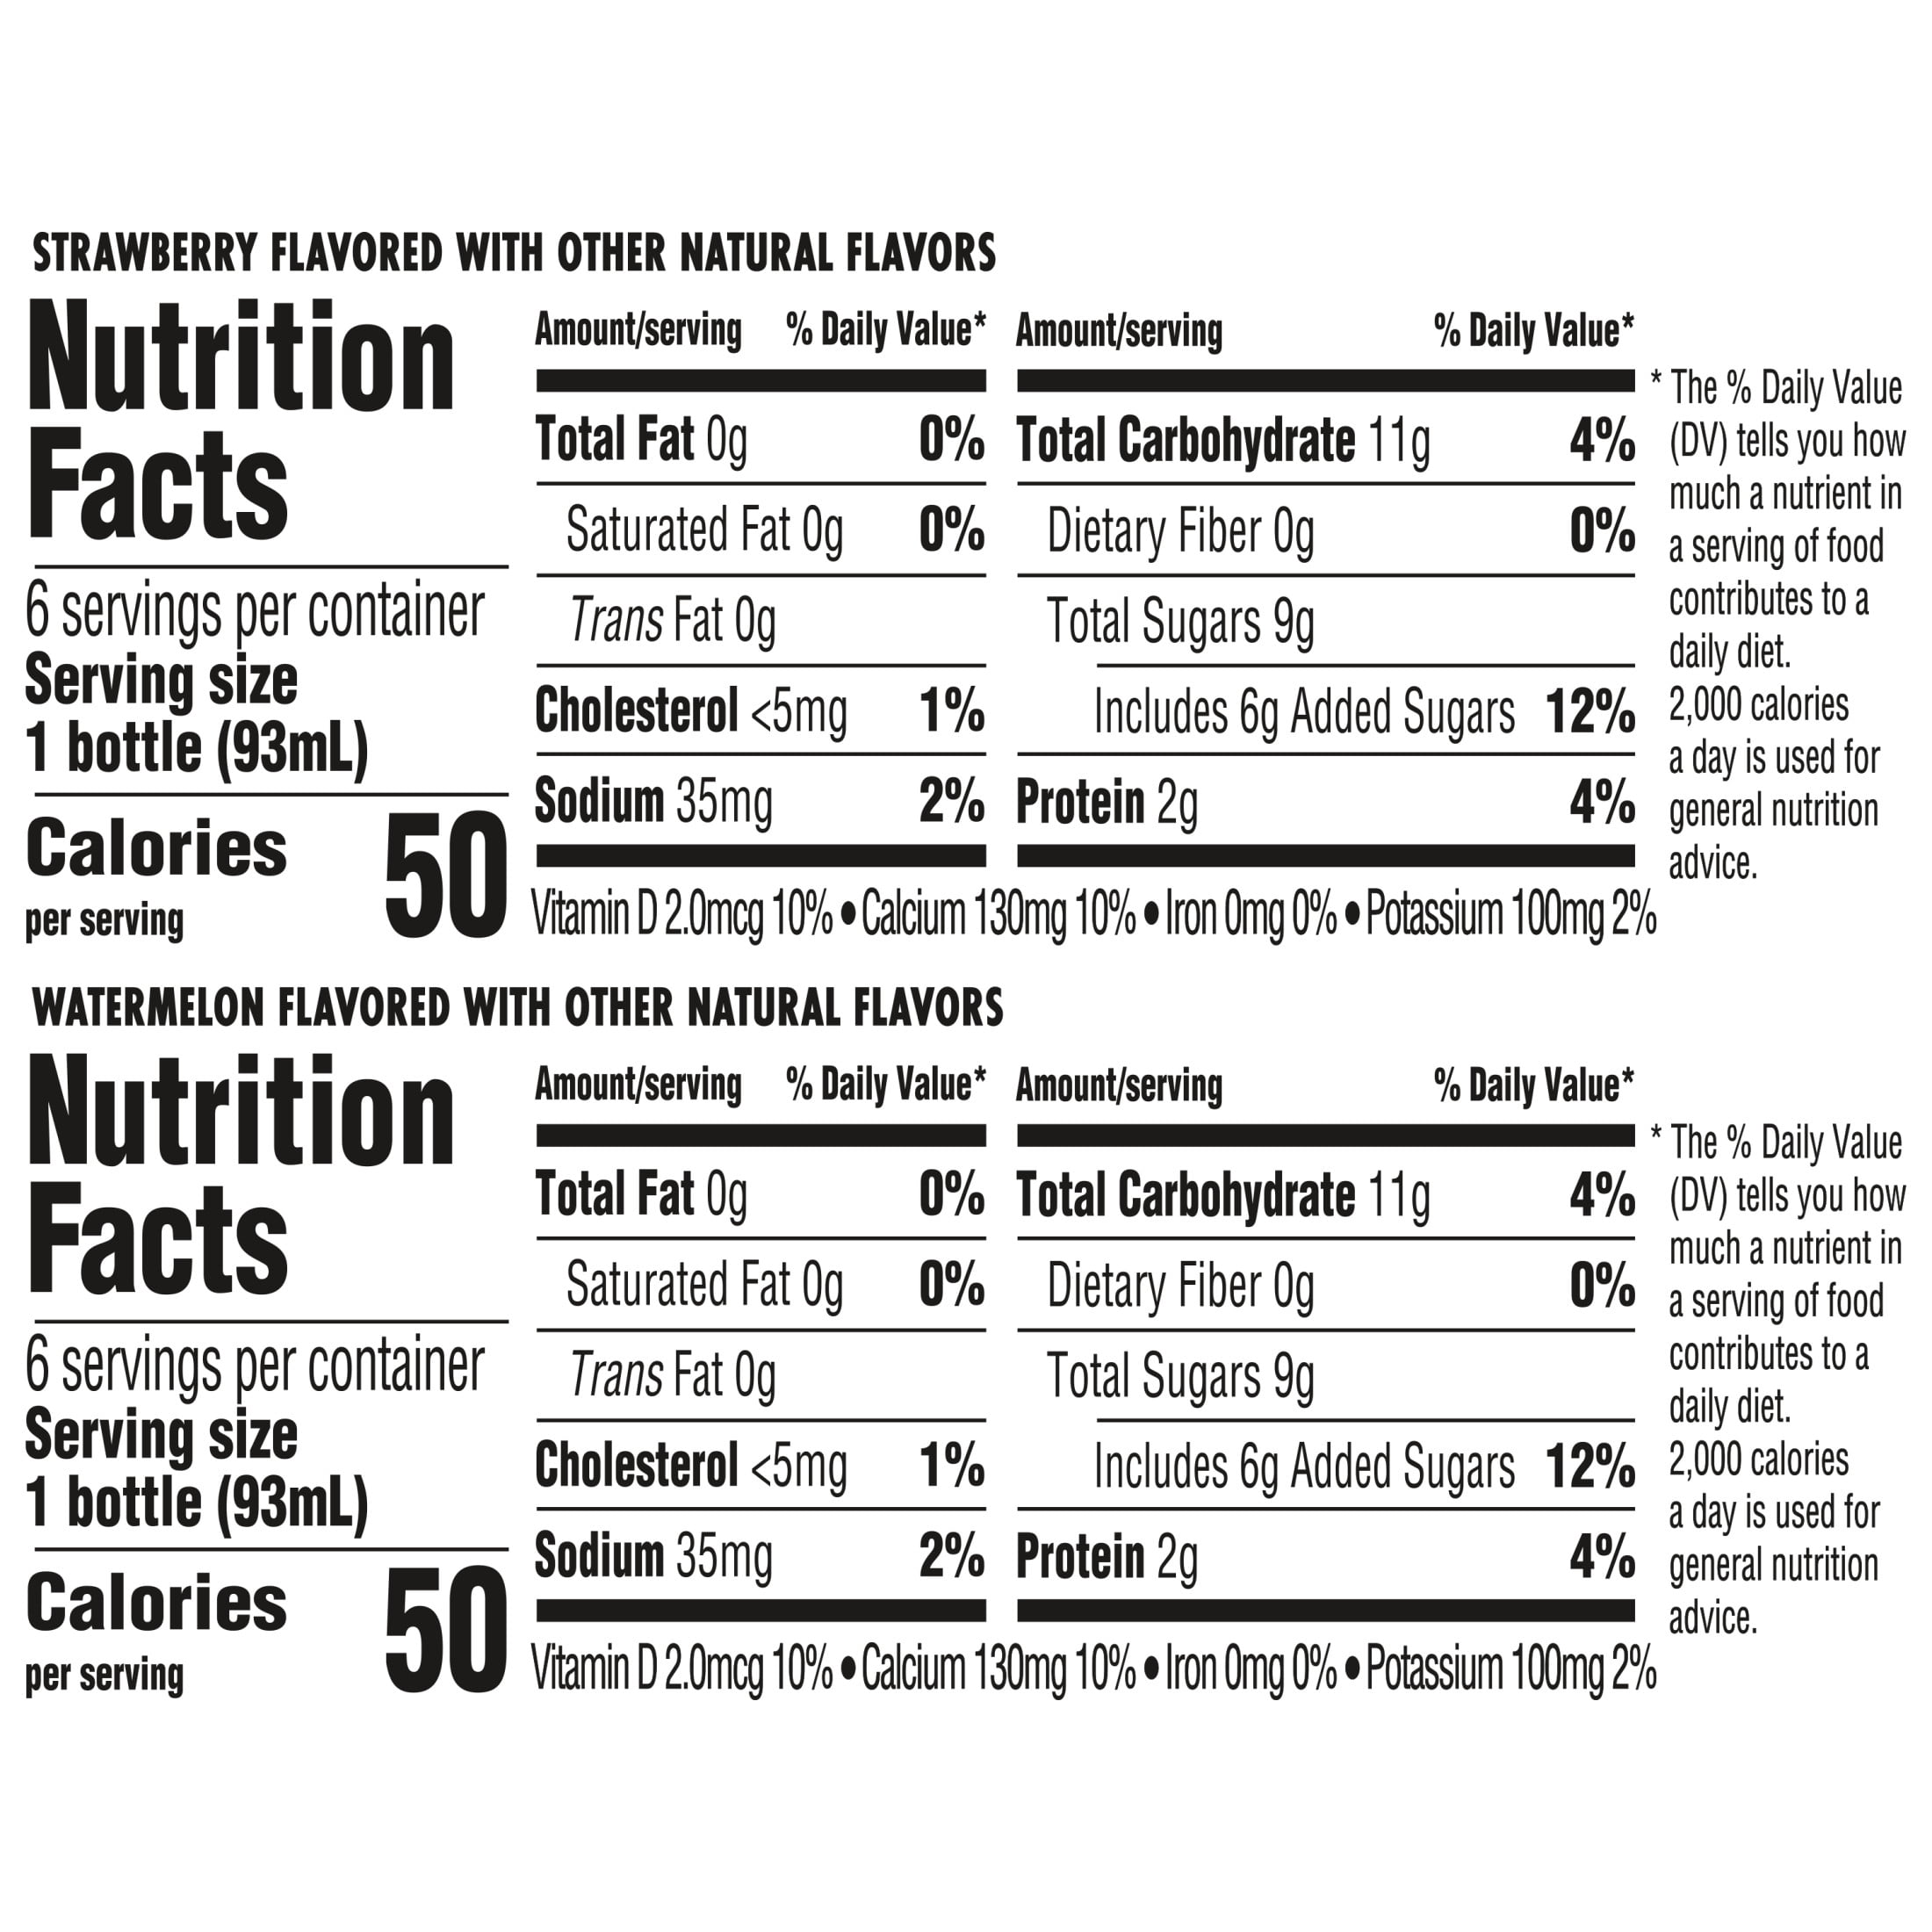 STRAWBERRY FLAVORED WITH OTHER NATURAL FLAVORS
Nutrition
Facts
6 servings per container
Serving size
1 bottle (93mL)
Calories 50
per serving
Amount/serving % Daily Value*
Total Fat 0g 0%
Saturated Fat 0g 0%
Trans Fat 0g
Cholesterol <5mg 1%
Sodium 35mg 2%
Amount/serving % Daily Value*
Total Carbohydrate 11g 4%
Dietary Fiber 0g 0%
Total Sugars 9g
Includes 6g Added Sugars 12%
Protein 2g 4%
Vitamin D 2.0mcg 10% • Calcium 130mg 10% • Iron 0mg 0% • Potassium 100mg 2%
* The % Daily Value
(DV) tells you how
much a nutrient in
a serving of food
contributes to a
daily diet.
2,000 calories
a day is used for
general nutrition
advice.
WATERMELON FLAVORED WITH OTHER NATURAL FLAVORS
Nutrition
Facts
6 servings per container
Serving size
1 bottle (93mL)
Calories 50
per serving
Amount/serving % Daily Value*
Total Fat 0g 0%
Saturated Fat 0g 0%
Trans Fat 0g
Cholesterol <5mg 1%
Sodium 35mg 2%
Amount/serving % Daily Value*
Total Carbohydrate 11g 4%
Dietary Fiber 0g 0%
Total Sugars 9g
Includes 6g Added Sugars 12%
Protein 2g 4%
Vitamin D 2.0mcg 10% • Calcium 130mg 10% • Iron 0mg 0% • Potassium 100mg 2%
* The % Daily Value
(DV) tells you how
much a nutrient in
a serving of food
contributes to a
daily diet.
2,000 calories
a day is used for
general nutrition
advice.